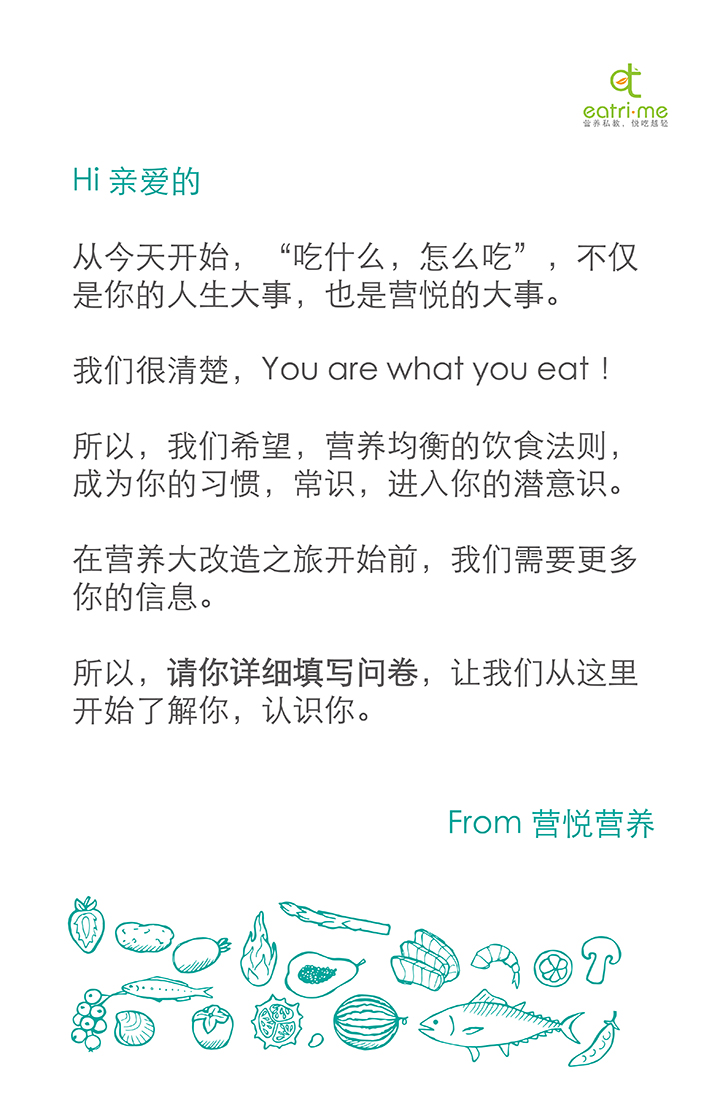 eatri·me
营养私教，悦吃越轻
Hi 亲爱的
从今天开始，“吃什么，怎么吃”，不仅
是你的人生大事，也是营悦的大事。
我们很清楚，You are what you eat！
所以，我们希望，营养均衡的饮食法则，
成为你的习惯，常识，进入你的潜意识。
在营养大改造之旅开始前，我们需要更多
你的信息。
所以，请你详细填写问卷，让我们从这里
开始了解你，认识你。
From 营悦营养